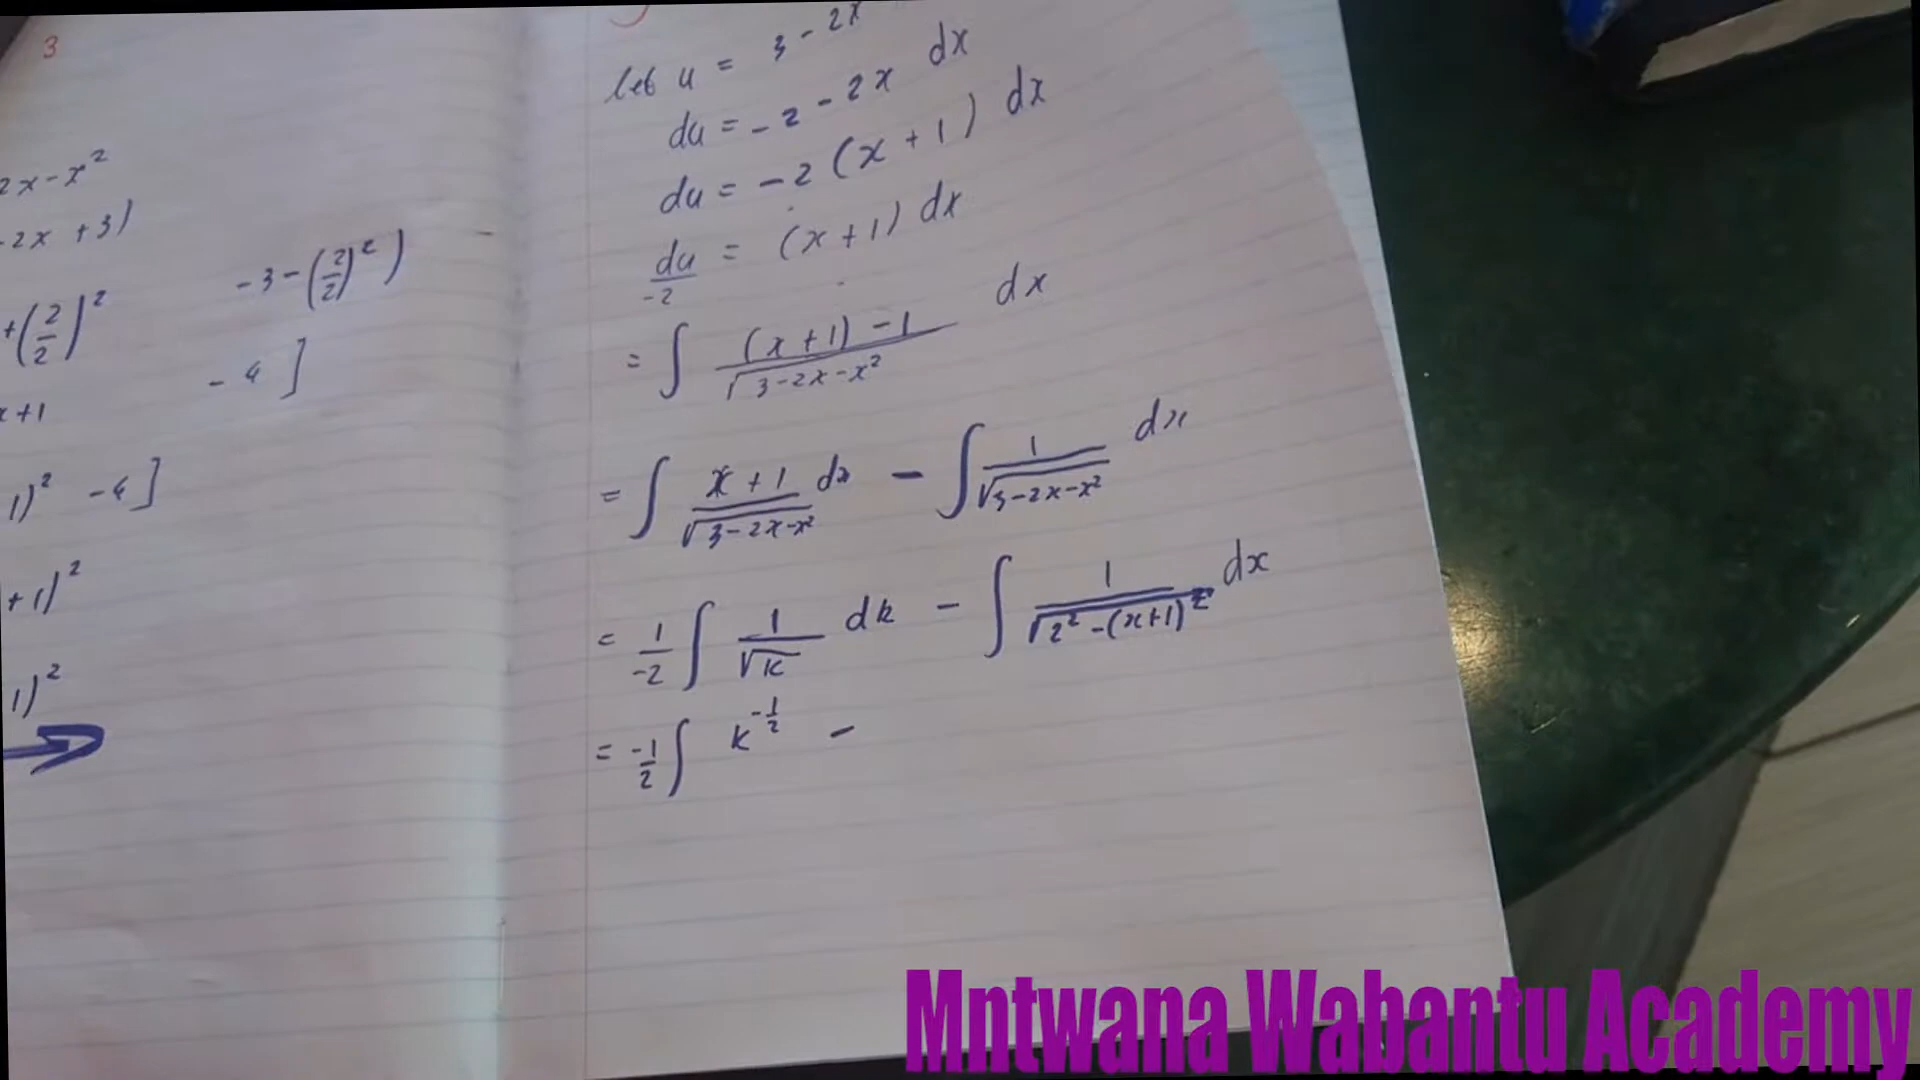 3
2x - x²
- 2x + 3)
+ (2/2)²  - 3 - (2/2)²)
- 4 ]
x + 1
1)² - 4 ]
+ 1)²
1)²
let u = 3 - 2x
du = - 2 - 2x dx
du = - 2 (x + 1) dx
du/-2 = (x + 1) dx
= ∫ (x + 1) - 1 / √3 - 2x - x² dx
= ∫ x + 1 / √3 - 2x - x² dx - ∫ 1 / √3 - 2x - x² dx
= 1/-2 ∫ 1/√k dk - ∫ 1 / √2² - (x+1)² dx
= -1/2 ∫ k^-1/2 -
Mntwana Wabantu Academy